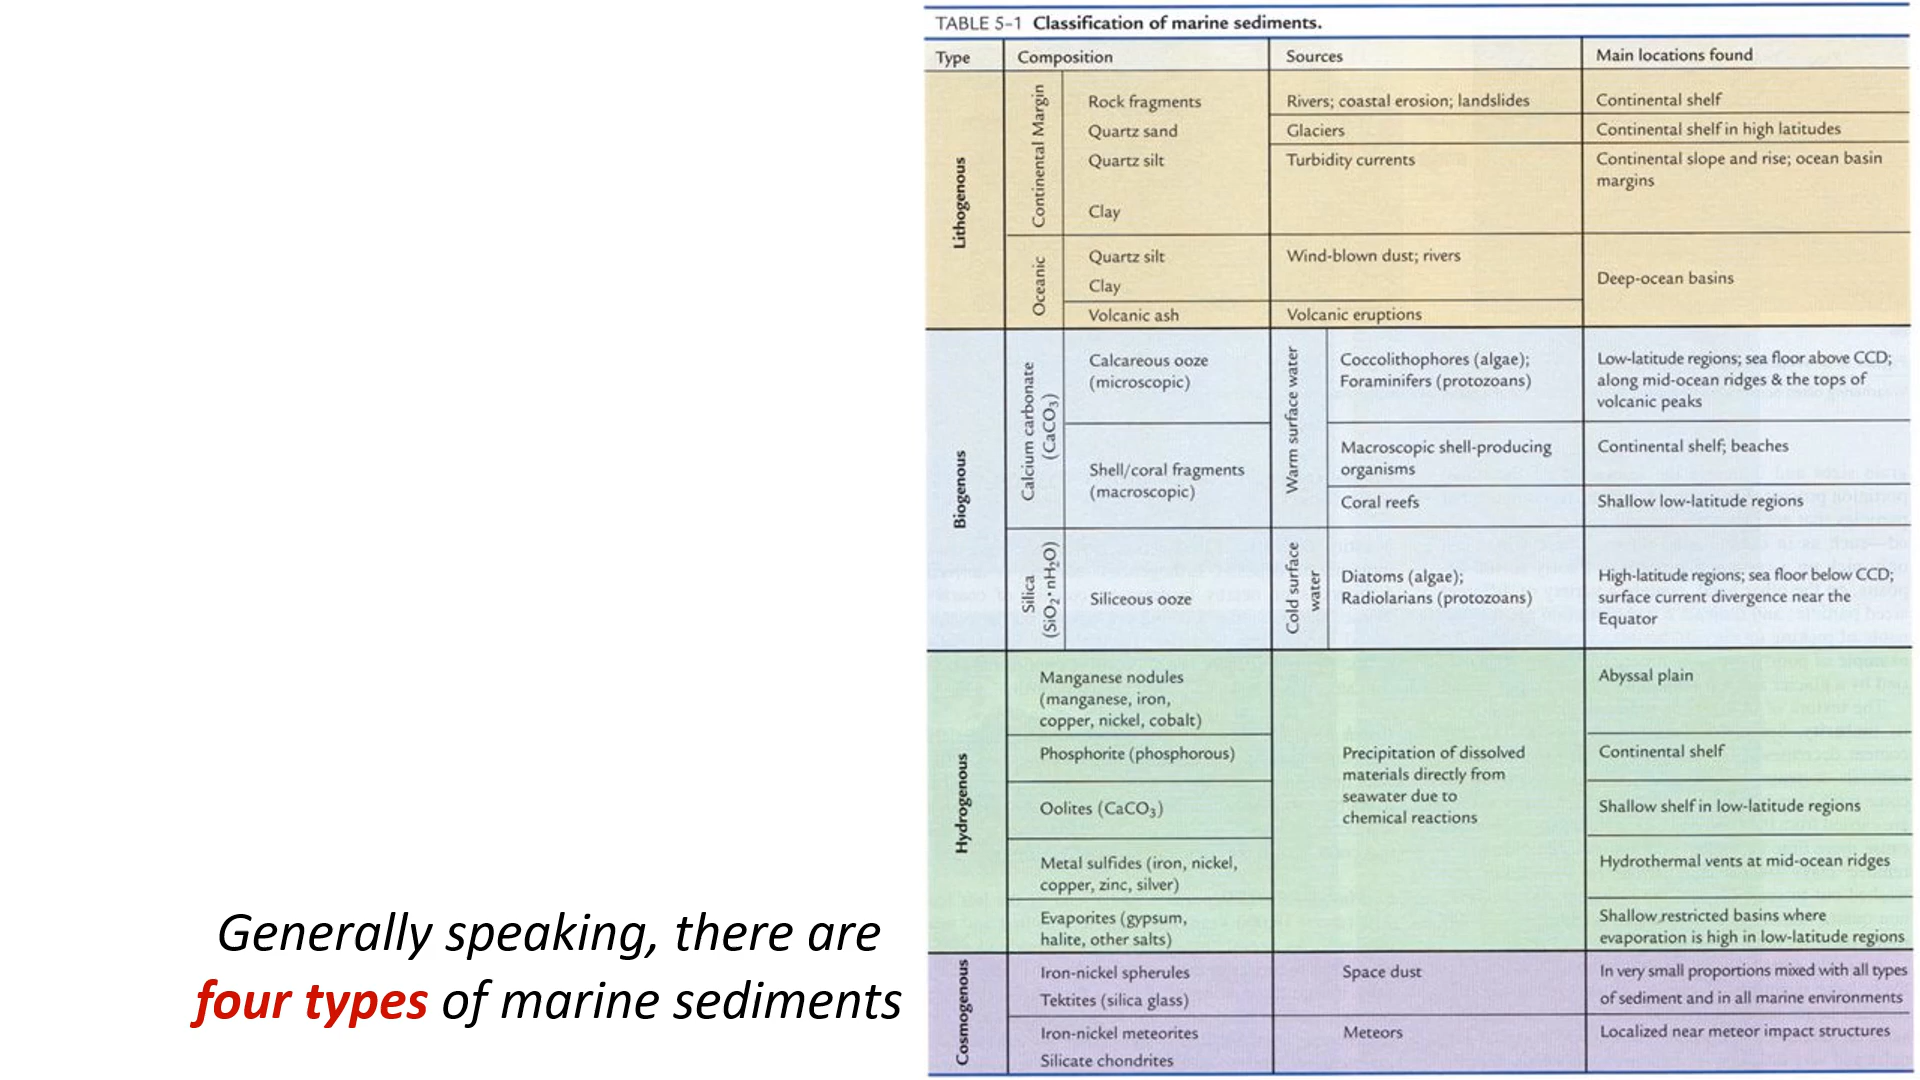 Generally speaking, there are
four types of marine sediments
TABLE 5-1 Classification of marine sediments.
Type Composition Sources Main locations found
Lithogenous
Continental Margin
Rock fragments Rivers; coastal erosion; landslides Continental shelf
Quartz sand Glaciers Continental shelf in high latitudes
Quartz silt Turbidity currents Continental slope and rise; ocean basin
margins
Clay
Oceanic
Quartz silt Wind-blown dust; rivers
Deep-ocean basins
Clay
Volcanic ash Volcanic eruptions
Biogenous
Calcium carbonate
(CaCO₃)
Calcareous ooze
(microscopic)
Warm surface water
Coccolithophores (algae);
Foraminifers (protozoans)
Low-latitude regions; sea floor above CCD;
along mid-ocean ridges & the tops of
volcanic peaks
Shell/coral fragments
(macroscopic)
Macroscopic shell-producing
organisms
Continental shelf; beaches
Coral reefs Shallow low-latitude regions
Silica
(SiO₂·nH₂O)
Siliceous ooze
Cold surface
water
Diatoms (algae);
Radiolarians (protozoans)
High-latitude regions; sea floor below CCD;
surface current divergence near the
Equator
Hydrogenous
Manganese nodules
(manganese, iron,
copper, nickel, cobalt)
Precipitation of dissolved
materials directly from
seawater due to
chemical reactions
Abyssal plain
Phosphorite (phosphorous) Continental shelf
Oolites (CaCO₃) Shallow shelf in low-latitude regions
Metal sulfides (iron, nickel,
copper, zinc, silver)
Hydrothermal vents at mid-ocean ridges
Evaporites (gypsum,
halite, other salts)
Shallow restricted basins where
evaporation is high in low-latitude regions
Cosmogenous
Iron-nickel spherules Space dust In very small proportions mixed with all types
Tektites (silica glass) of sediment and in all marine environments
Iron-nickel meteorites Meteors Localized near meteor impact structures
Silicate chondrites